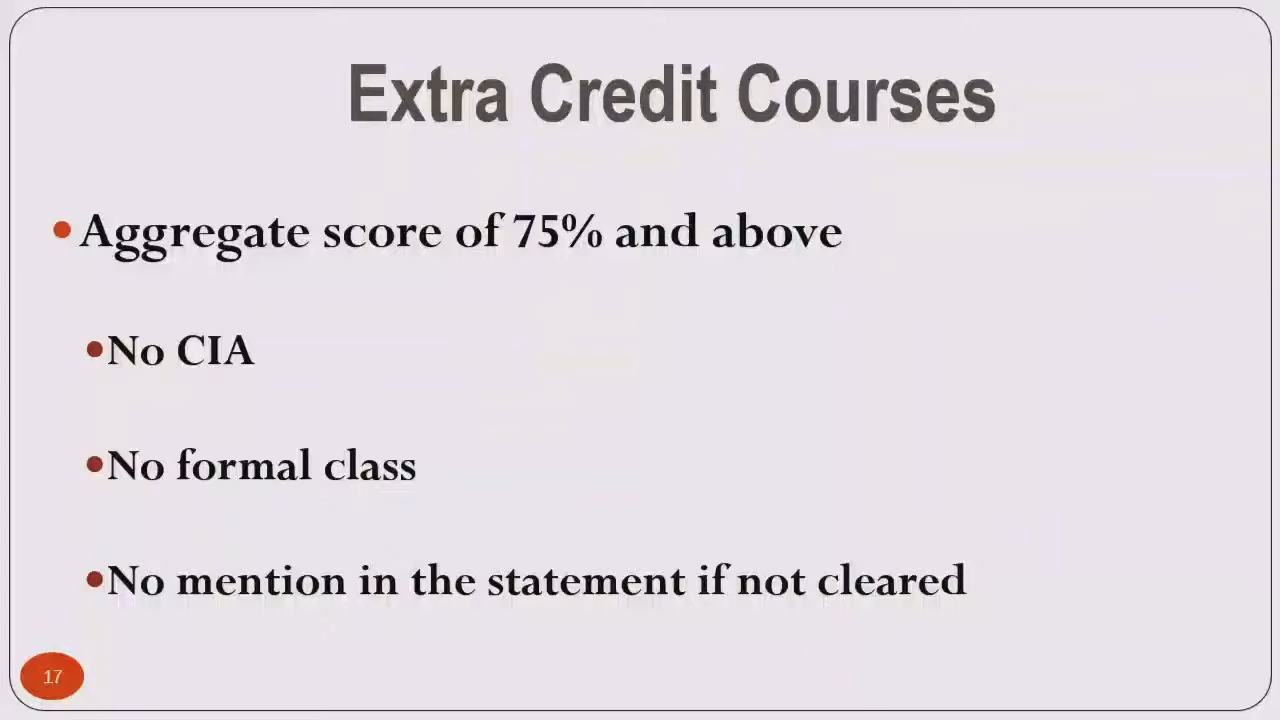 Extra Credit Courses
•Aggregate score of 75% and above
•No CIA
•No formal class
•No mention in the statement if not cleared
17